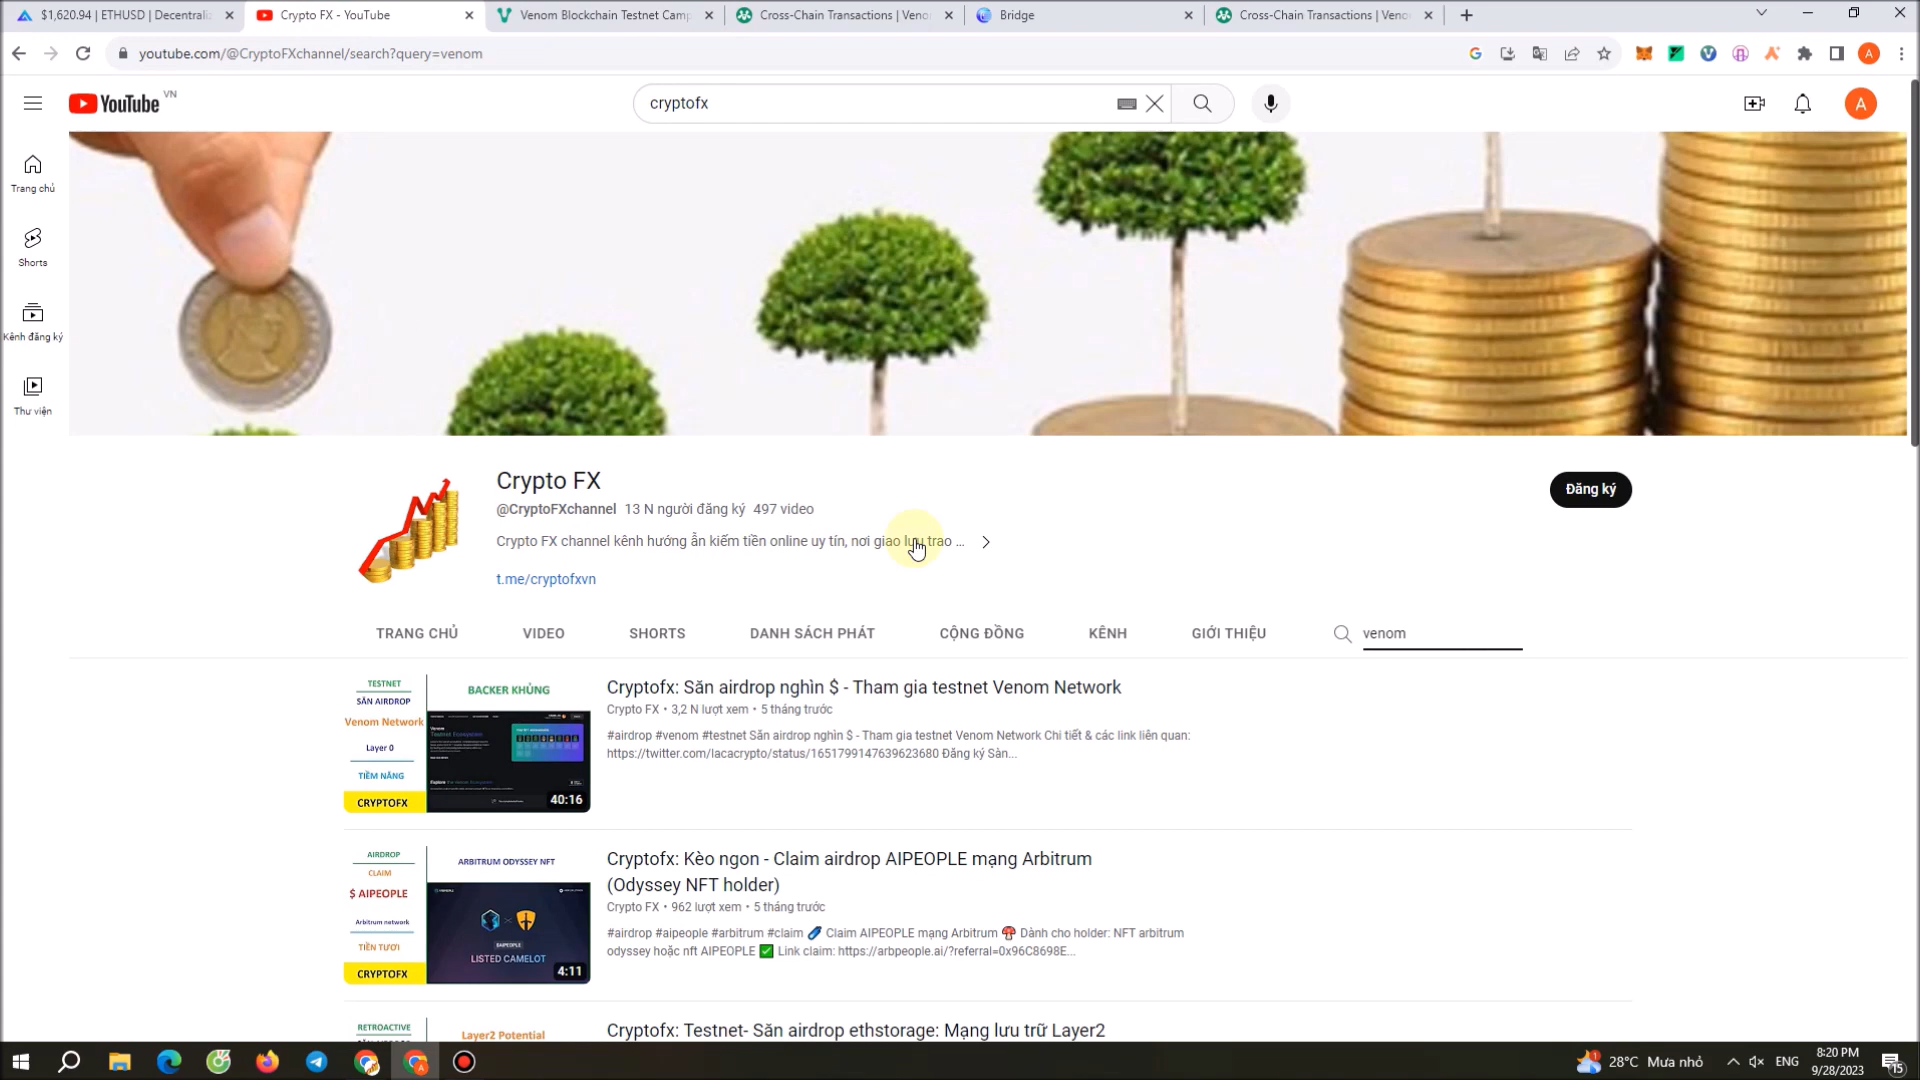 $1,620.94 | ETHUSD | Decentrali
Crypto FX - YouTube
Venom Blockchain Testnet Camp
Cross-Chain Transactions | Veno
Bridge
Cross-Chain Transactions | Veno
youtube.com/@CryptoFXchannel/search?query=venom
YouTube VN
cryptofx
A
Trang chủ
Shorts
Kênh đăng ký
Thư viện
Crypto FX
@CryptoFXchannel 13 N người đăng ký 497 video
Crypto FX channel kênh hướng ẫn kiếm tiền online uy tín, nơi giao lưu trao ...
t.me/cryptofxvn
Đăng ký
TRANG CHỦ VIDEO SHORTS DANH SÁCH PHÁT CỘNG ĐỒNG KÊNH GIỚI THIỆU venom
TESTNET
SĂN AIRDROP
Venom Network
Layer 0
TIỀM NĂNG
CRYPTOFX
BACKER KHỦNG
40:16
Cryptofx: Săn airdrop nghìn $ - Tham gia testnet Venom Network
Crypto FX • 3,2 N lượt xem • 5 tháng trước
#airdrop #venom #testnet Săn airdrop nghìn $ - Tham gia testnet Venom Network Chi tiết & các link liên quan:
https://twitter.com/lacacrypto/status/1651799147639623680 Đăng ký Sàn...
AIRDROP
CLAIM
$ AIPEOPLE
Arbitrum network
TIỀN TƯƠI
CRYPTOFX
ARBITRUM ODYSSEY NFT
$AIPEOPLE
LISTED CAMELOT
4:11
Cryptofx: Kèo ngon - Claim airdrop AIPEOPLE mạng Arbitrum
(Odyssey NFT holder)
Crypto FX • 962 lượt xem • 5 tháng trước
#airdrop #aipeople #arbitrum #claim Claim AIPEOPLE mạng Arbitrum Dành cho holder: NFT arbitrum
odyssey hoặc nft AIPEOPLE Link claim: https://arbpeople.ai/?referral=0x96C8698E...
RETROACTIVE
Layer2 Potential
Cryptofx: Testnet- Săn airdrop ethstorage: Mạng lưu trữ Layer2
28°C Mưa nhỏ
ENG
8:20 PM
9/28/2023
15